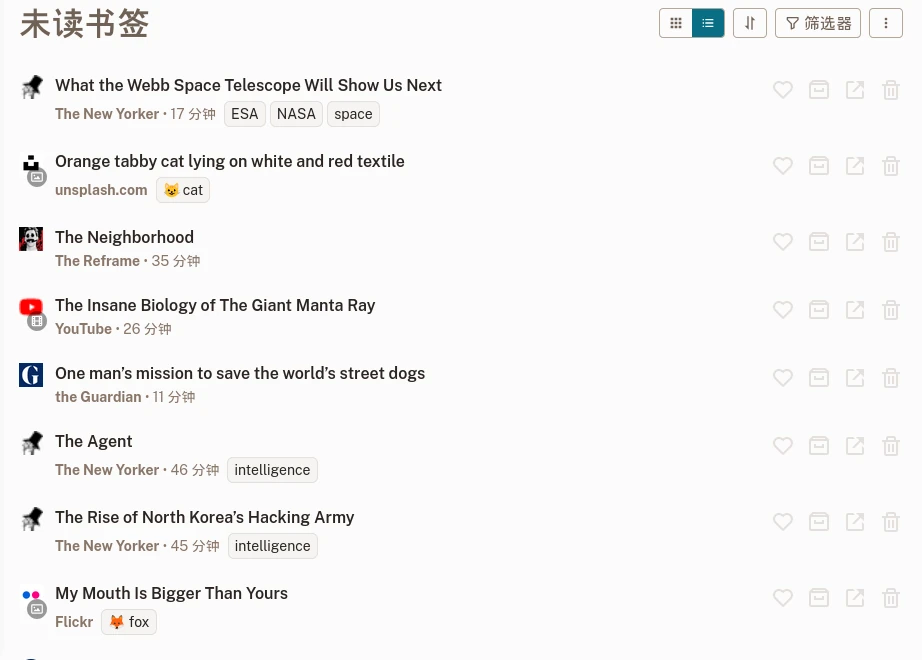 未读书签
筛选器
What the Webb Space Telescope Will Show Us Next
The New Yorker · 17 分钟 ESA NASA space
Orange tabby cat lying on white and red textile
unsplash.com 😺 cat
The Neighborhood
The Reframe · 35 分钟
The Insane Biology of The Giant Manta Ray
YouTube · 26 分钟
G One man’s mission to save the world’s street dogs
the Guardian · 11 分钟
The Agent
The New Yorker · 46 分钟 intelligence
The Rise of North Korea’s Hacking Army
The New Yorker · 45 分钟 intelligence
My Mouth Is Bigger Than Yours
Flickr 🦊 fox